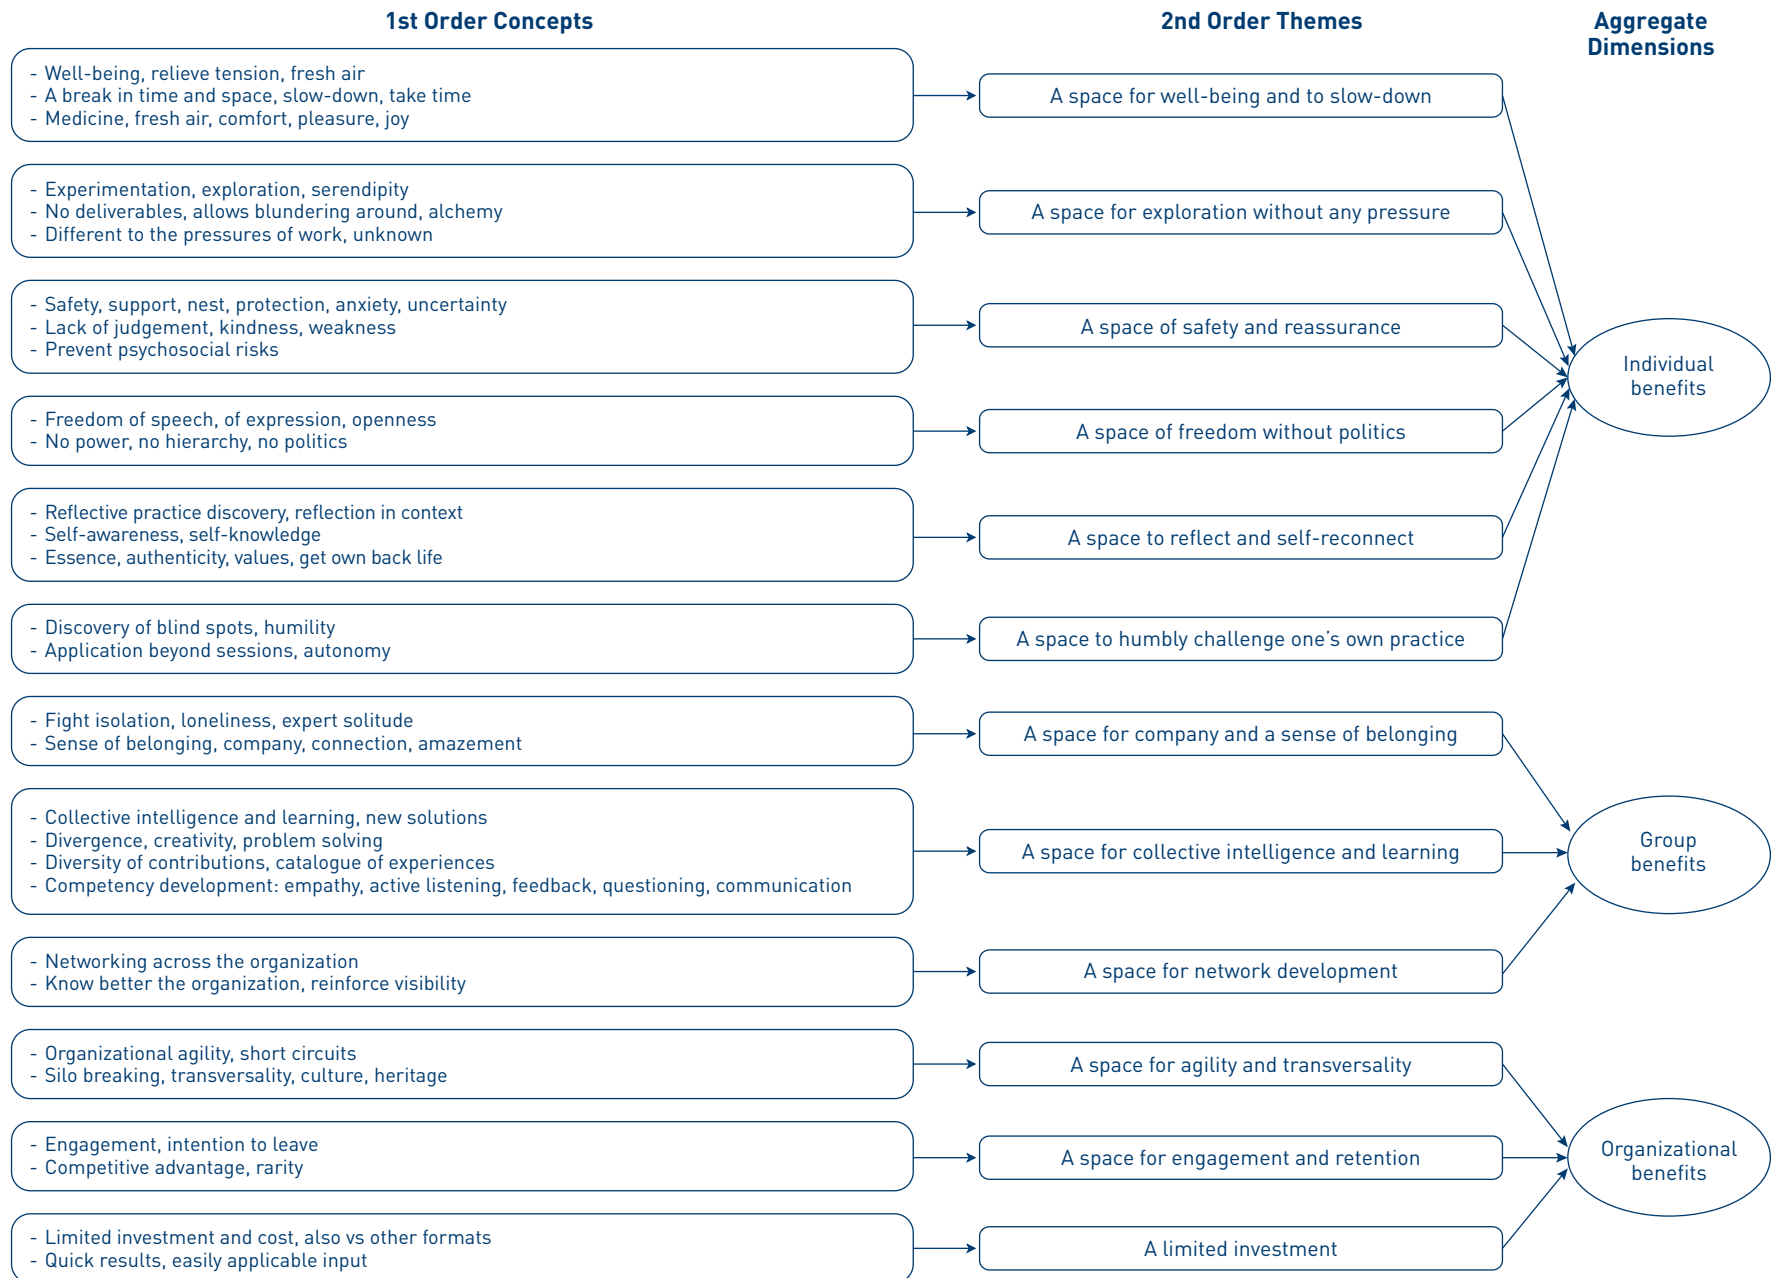 1st Order Concepts
2nd Order Themes
Aggregate
Dimensions
- Well-being, relieve tension, fresh air
- A break in time and space, slow-down, take time
- Medicine, fresh air, comfort, pleasure, joy
A space for well-being and to slow-down
- Experimentation, exploration, serendipity
- No deliverables, allows blundering around, alchemy
- Different to the pressures of work, unknown
A space for exploration without any pressure
- Safety, support, nest, protection, anxiety, uncertainty
- Lack of judgement, kindness, weakness
- Prevent psychosocial risks
A space of safety and reassurance
- Freedom of speech, of expression, openness
- No power, no hierarchy, no politics
A space of freedom without politics
- Reflective practice discovery, reflection in context
- Self-awareness, self-knowledge
- Essence, authenticity, values, get own back life
A space to reflect and self-reconnect
- Discovery of blind spots, humility
- Application beyond sessions, autonomy
A space to humbly challenge one's own practice
Individual
benefits
- Fight isolation, loneliness, expert solitude
- Sense of belonging, company, connection, amazement
A space for company and a sense of belonging
- Collective intelligence and learning, new solutions
- Divergence, creativity, problem solving
- Diversity of contributions, catalogue of experiences
- Competency development: empathy, active listening, feedback, questioning, communication
A space for collective intelligence and learning
- Networking across the organization
- Know better the organization, reinforce visibility
A space for network development
Group
benefits
- Organizational agility, short circuits
- Silo breaking, transversality, culture, heritage
A space for agility and transversality
- Engagement, intention to leave
- Competitive advantage, rarity
A space for engagement and retention
- Limited investment and cost, also vs other formats
- Quick results, easily applicable input
A limited investment
Organizational
benefits